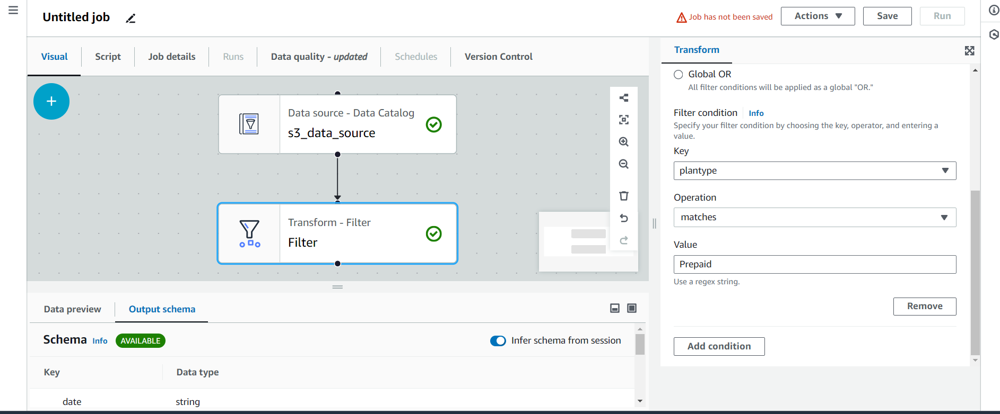 Untitled job
Job has not been saved
Actions
Save
Run
Visual
Script
Job details
Runs
Data quality - updated
Schedules
Version Control
Data source - Data Catalog
s3_data_source
Transform - Filter
Filter
Data preview
Output schema
Schema Info AVAILABLE
Infer schema from session
Key Data type
date string
Transform
Global OR
All filter conditions will be applied as a global "OR."
Filter condition Info
Specify your filter condition by choosing the key, operator, and entering a
value.
Key
plantype
Operation
matches
Value
Prepaid
Use a regex string.
Remove
Add condition